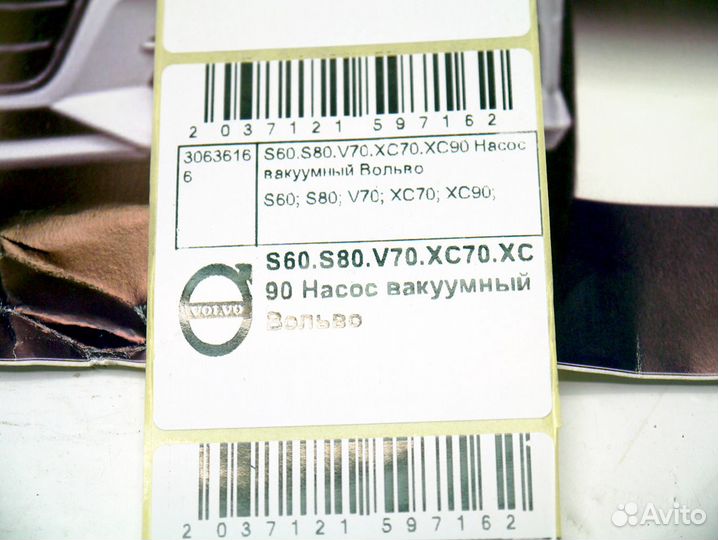 2 037121 597162
3063616
6
S60.S80.V70.XC70.XC90 Насос
вакуумный Вольво
S60; S80; V70; XC70; XC90;
S60.S80.V70.XC70.XC
90 Насос вакуумный
Вольво
VOLVO
2 037121 597162
Avito